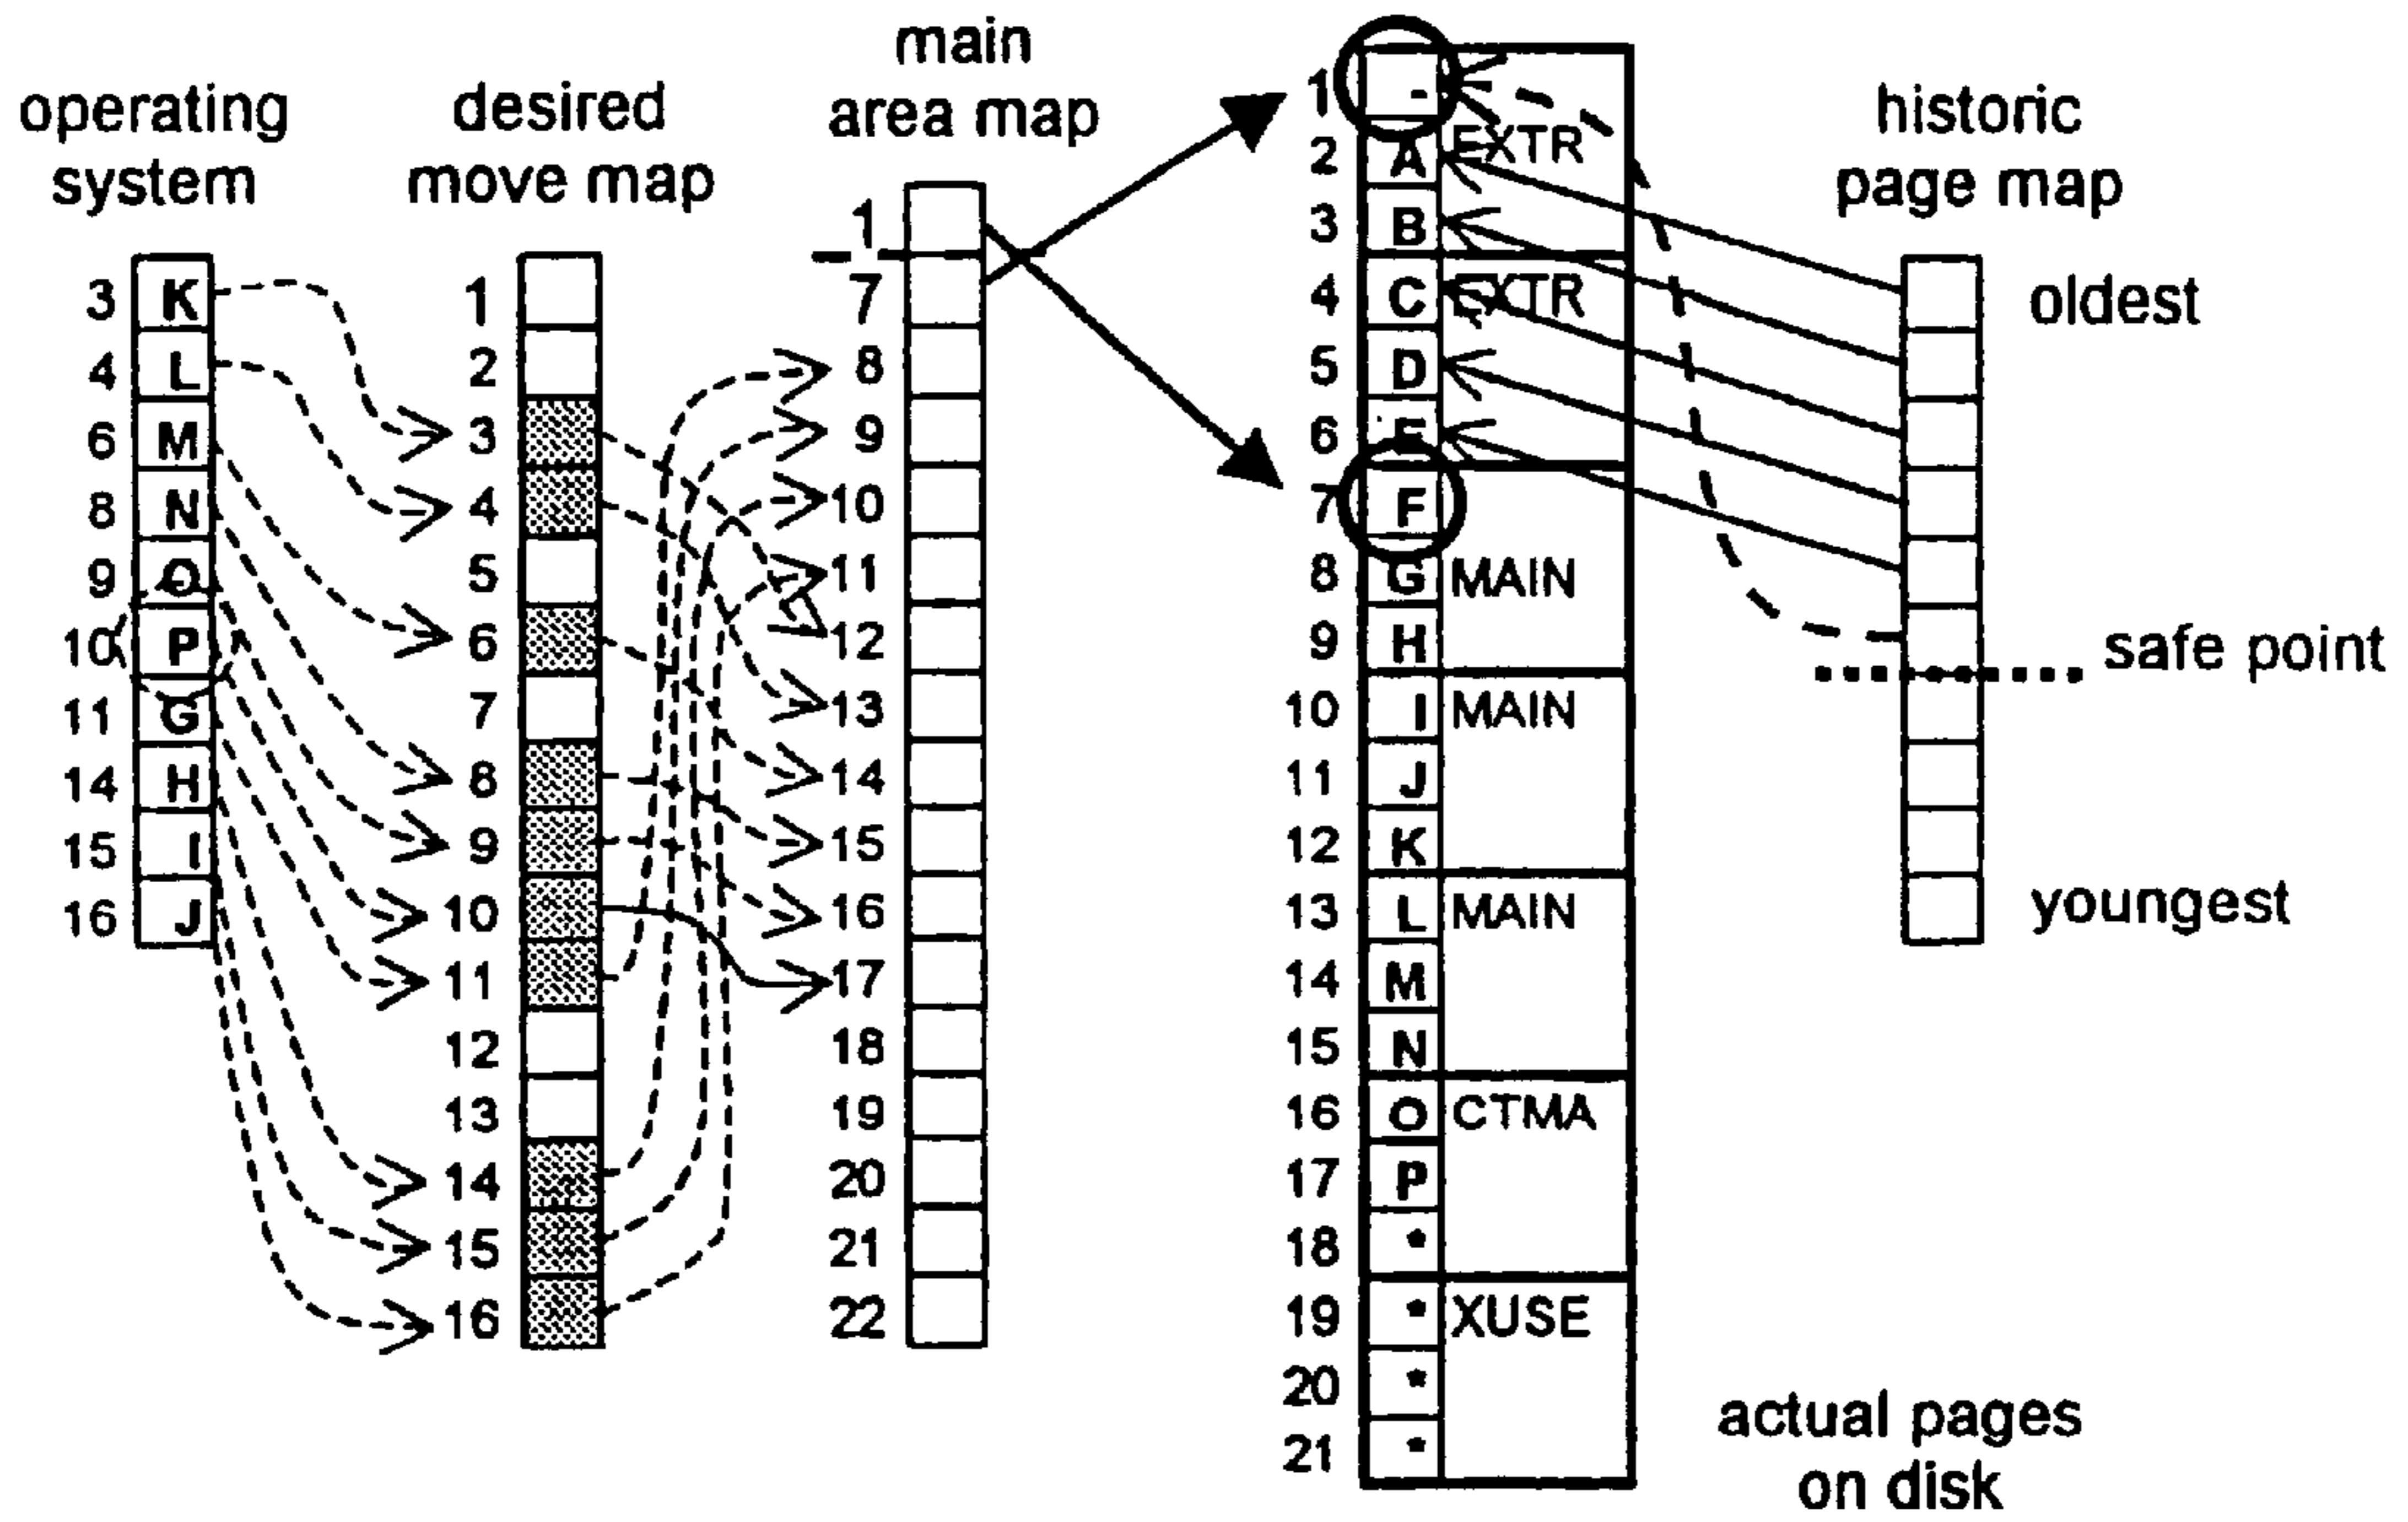 operating
system
3 K
4 L
6 M
8 N
9 O
10 P
11 G
14 H
15 I
16 J
desired
move map
1
2
3
4
5
6
7
8
9
10
11
12
13
14
15
16
main
area map
1
7
8
9
10
11
12
13
14
15
16
17
18
19
20
21
22
1 -
2 A EXTR
3 B
4 C EXTR
5 D
6 E
7 F
8 G MAIN
9 H
10 I MAIN
11 J
12 K
13 L MAIN
14 M
15 N
16 O CTMA
17 P
18 *
19 * XUSE
20 *
21 *
actual pages
on disk
historic
page map
oldest
safe point
youngest